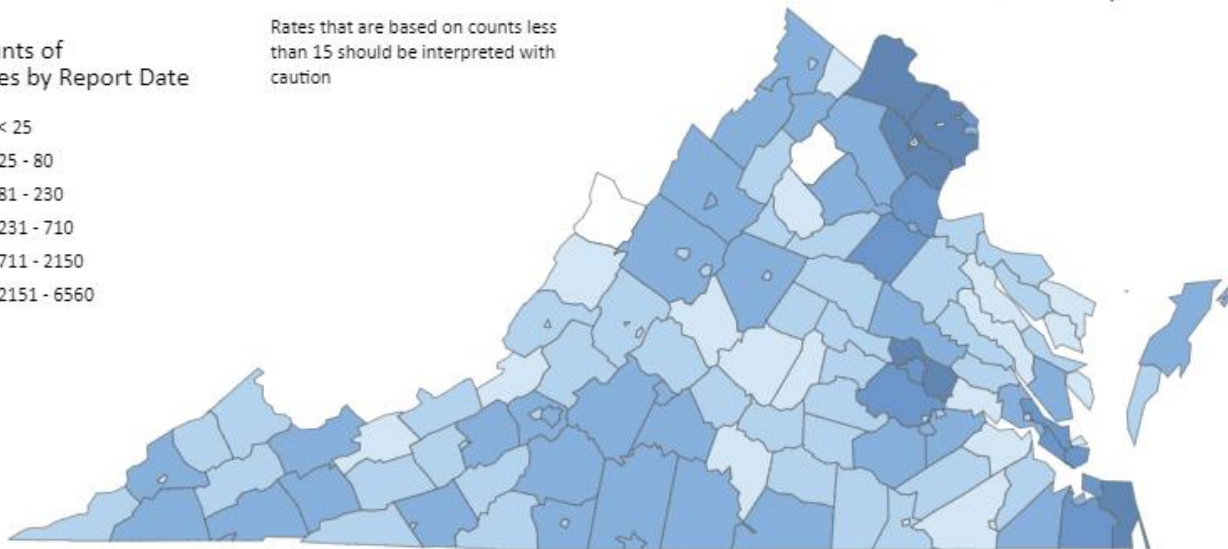 Rates that are based on counts less
than 15 should be interpreted with
caution
nts of
es by Report Date
< 25
25 - 80
81 - 230
231 - 710
711 - 2150
2151 - 6560